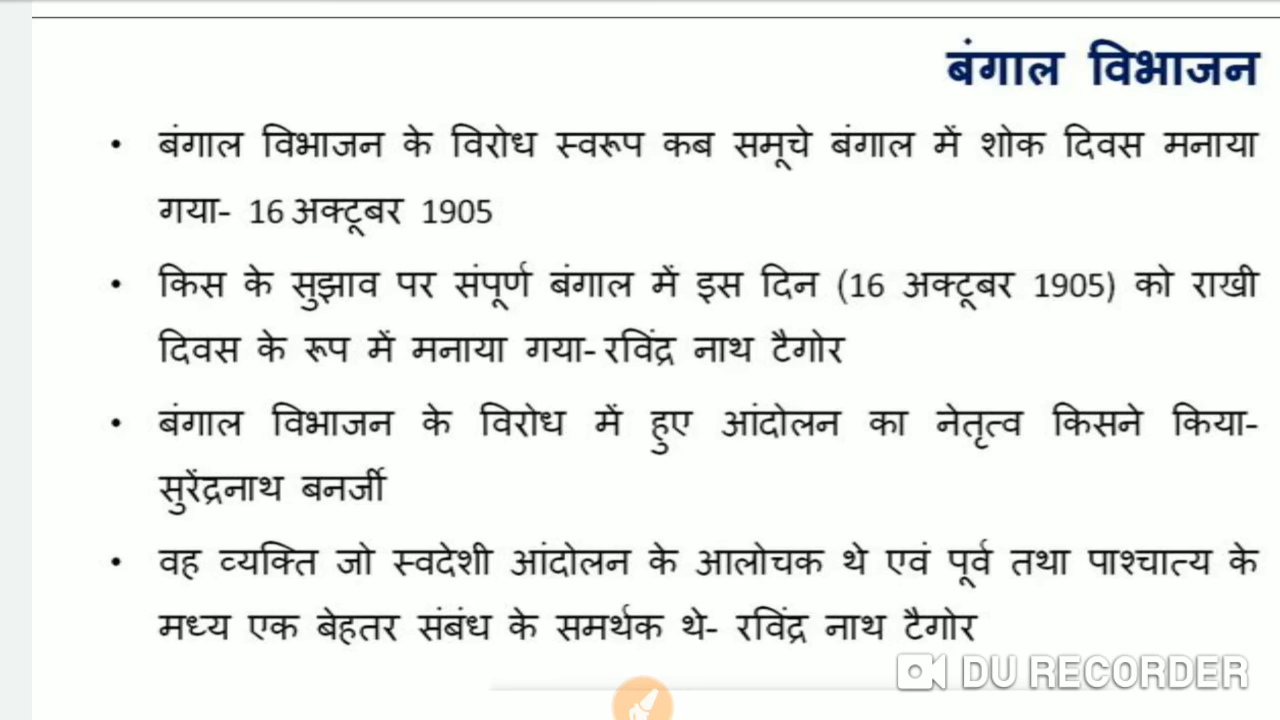 बंगाल विभाजन
• बंगाल विभाजन के विरोध स्वरूप कब समूचे बंगाल में शोक दिवस मनाया
गया- 16 अक्टूबर 1905
• किस के सुझाव पर संपूर्ण बंगाल में इस दिन (16 अक्टूबर 1905) को राखी
दिवस के रूप में मनाया गया- रविंद्र नाथ टैगोर
• बंगाल विभाजन के विरोध में हुए आंदोलन का नेतृत्व किसने किया-
सुरेंद्रनाथ बनर्जी
• वह व्यक्ति जो स्वदेशी आंदोलन के आलोचक थे एवं पूर्व तथा पाश्चात्य के
मध्य एक बेहतर संबंध के समर्थक थे- रविंद्र नाथ टैगोर
DU RECORDER